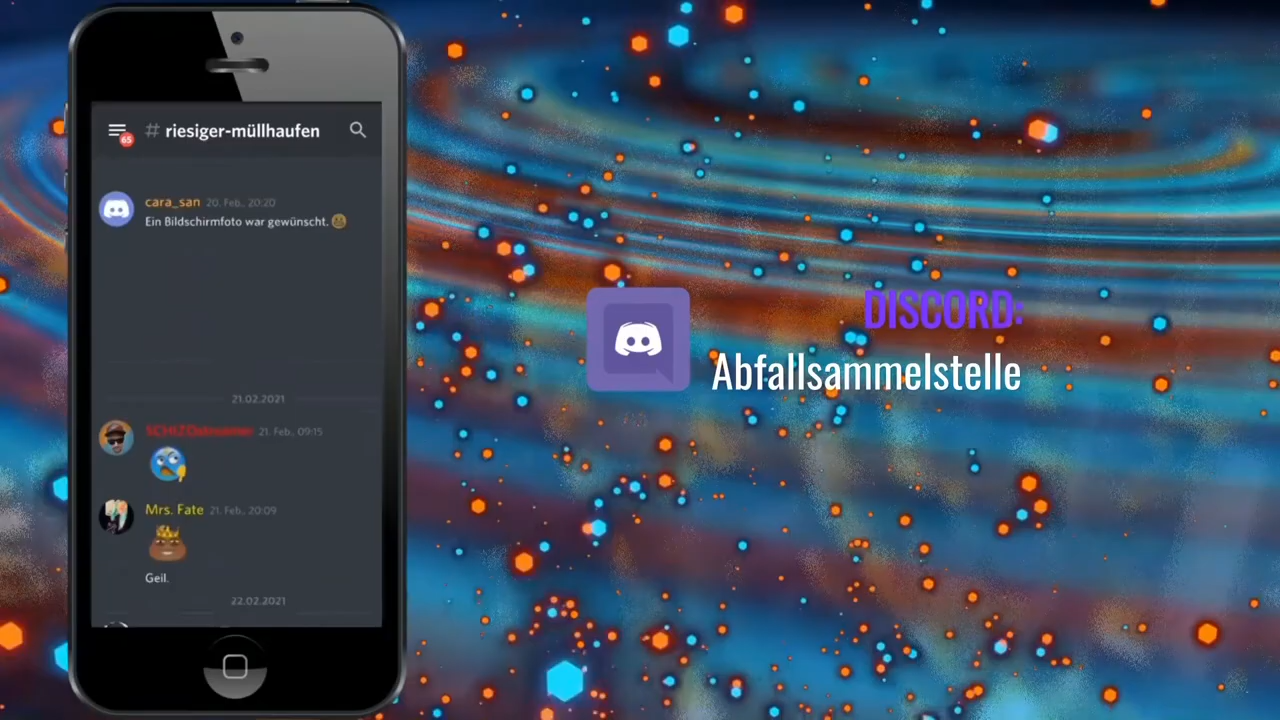 65
# riesiger-müllhaufen
cara_san 20. Feb., 20:20
Ein Bildschirmfoto war gewünscht.
21.02.2021
21. Feb., 09:15
Mrs. Fate 21. Feb., 20:09
Geil.
22.02.2021
DISCORD:
Abfallsammelstelle